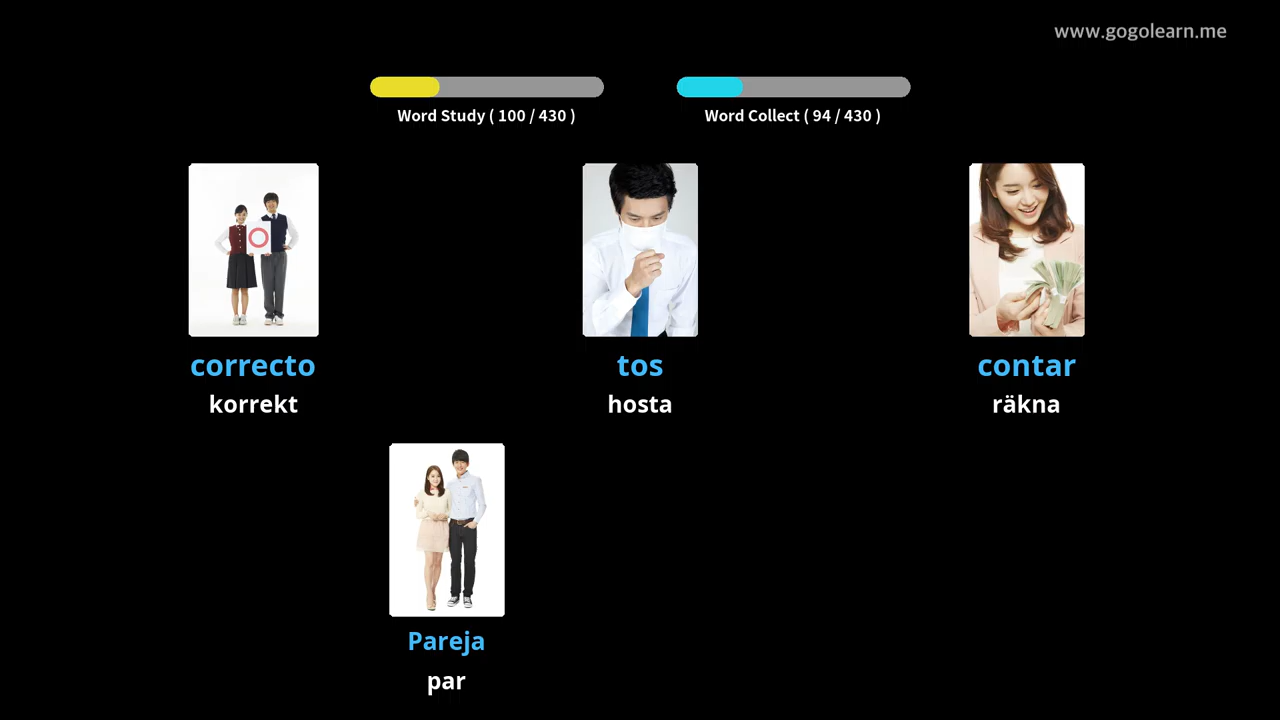 www.gogolearn.me
Word Study ( 100 / 430 )
Word Collect ( 94 / 430 )
correcto
korrekt
tos
hosta
contar
räkna
Pareja
par